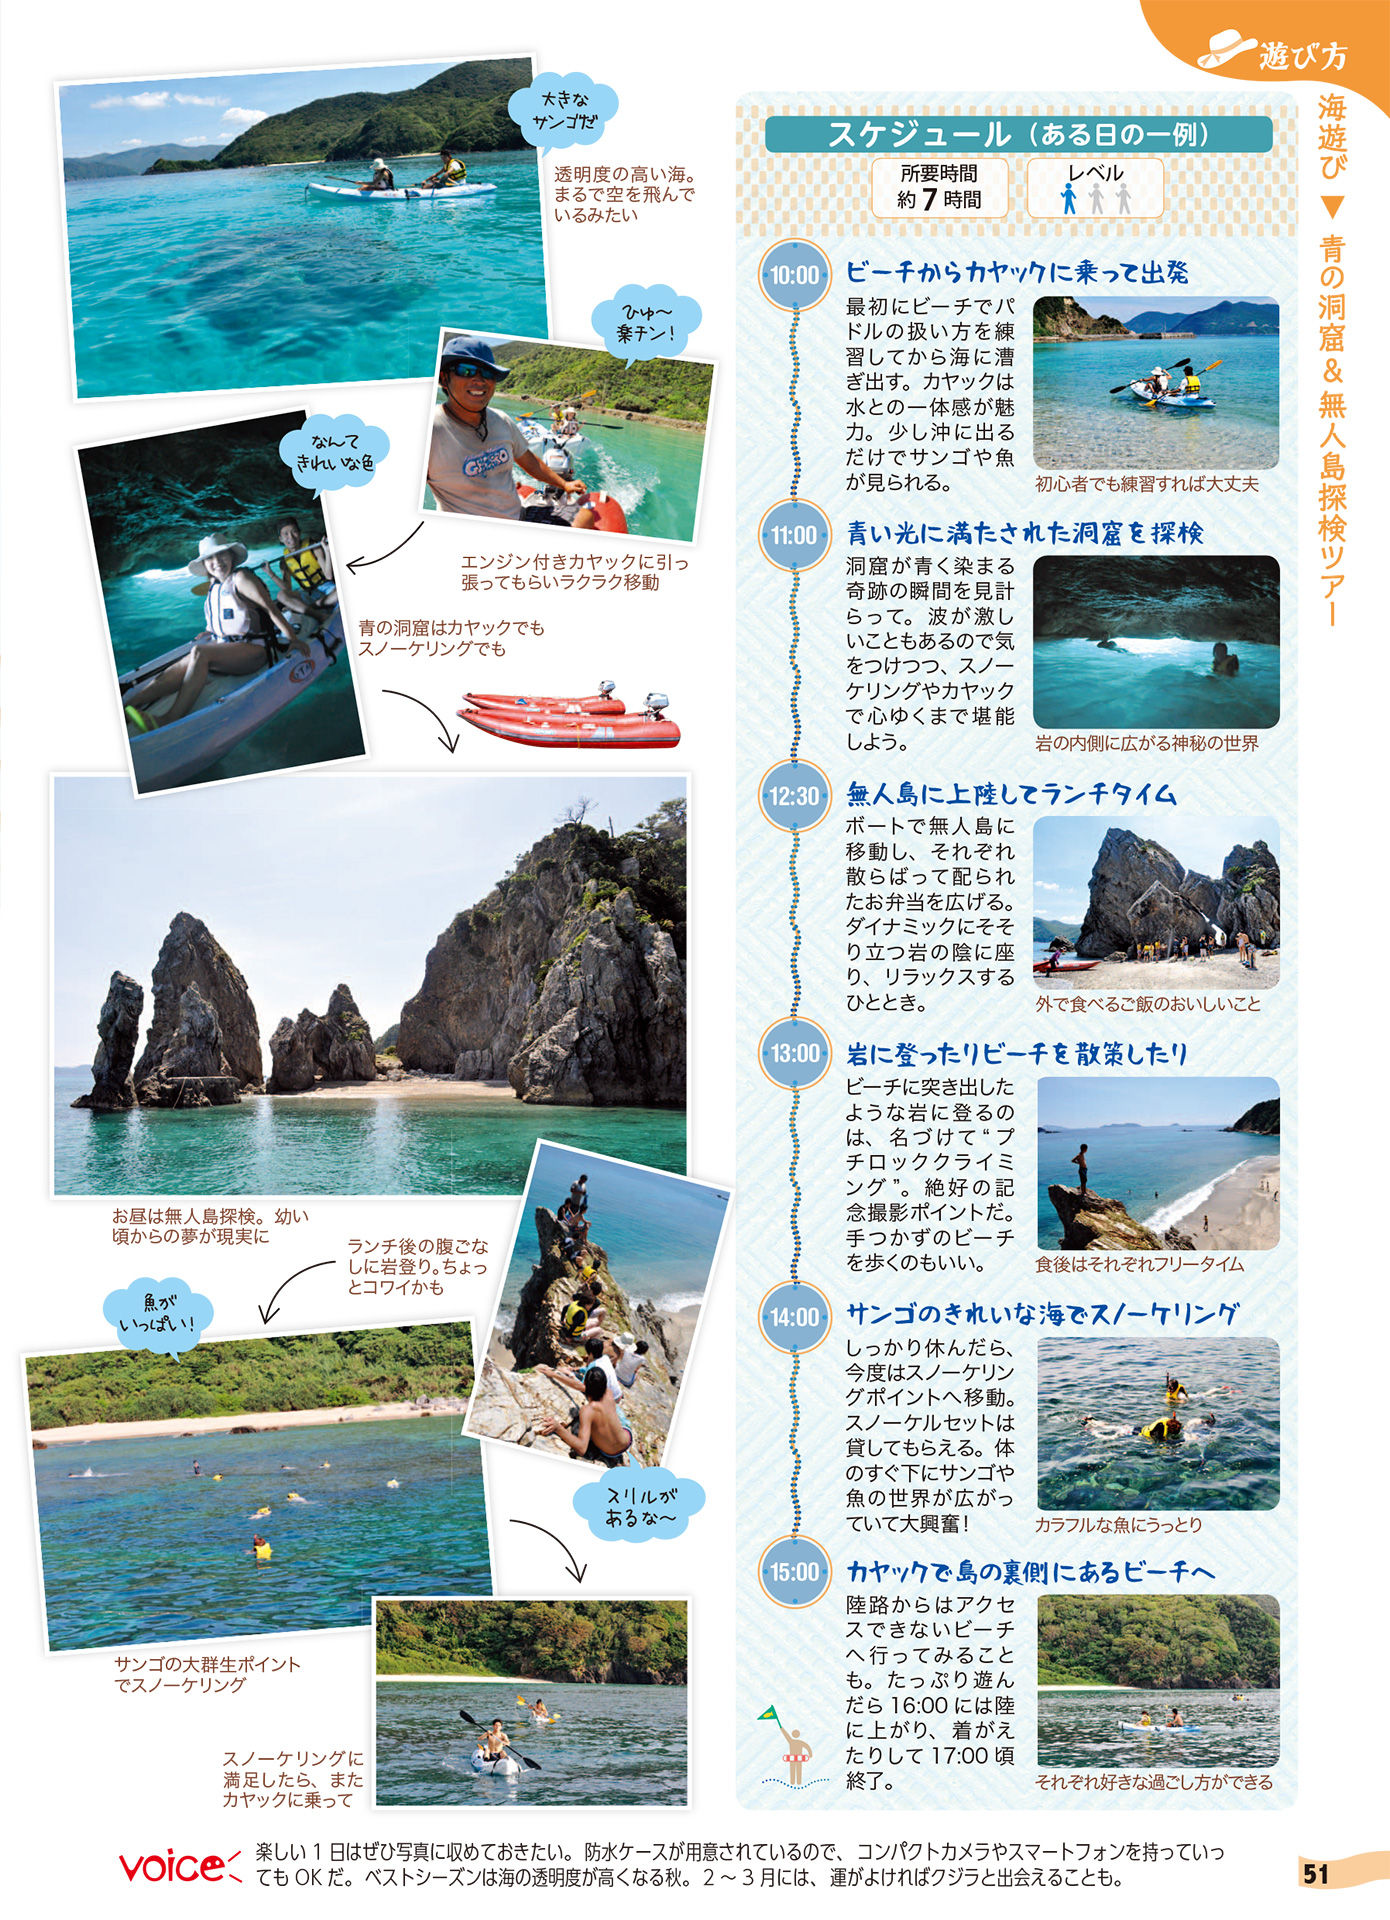 遊び方
海遊び ▼ 青の洞窟＆無人島探検ツアー
大きな
サンゴだ
透明度の高い海。
まるで空を飛んで
いるみたい
ひゅ〜
楽チン！
なんて
きれいな色
エンジン付きカヤックに引っ
張ってもらいラクラク移動
青の洞窟はカヤックでも
スノーケリングでも
お昼は無人島探検。幼い
頃からの夢が現実に
ランチ後の腹ごな
しに岩登り。ちょっ
とコワイかも
魚が
いっぱい！
スリルが
あるな〜
サンゴの大群生ポイント
でスノーケリング
スノーケリングに
満足したら、また
カヤックに乗って
スケジュール（ある日の一例）
所要時間
約7時間
レベル
10:00
ビーチからカヤックに乗って出発
最初にビーチでパ
ドルの扱い方を練
習してから海に漕
ぎ出す。カヤックは
水との一体感が魅
力。少し沖に出る
だけでサンゴや魚
が見られる。
初心者でも練習すれば大丈夫
11:00
青い光に満たされた洞窟を探検
洞窟が青く染まる
奇跡の瞬間を見計
らって。波が激し
いこともあるので気
をつけつつ、スノー
ケリングやカヤック
で心ゆくまで堪能
しよう。
岩の内側に広がる神秘の世界
12:30
無人島に上陸してランチタイム
ボートで無人島に
移動し、それぞれ
散らばって配られ
たお弁当を広げる。
ダイナミックにそそ
り立つ岩の陰に座
り、リラックスする
ひととき。
外で食べるご飯のおいしいこと
13:00
岩に登ったりビーチを散策したり
ビーチに突き出した
ような岩に登るの
は、名づけて“プ
チロッククライミ
ング”。絶好の記
念撮影ポイントだ。
手つかずのビーチ
を歩くのもいい。
食後はそれぞれフリータイム
14:00
サンゴのきれいな海でスノーケリング
しっかり休んだら、
今度はスノーケリン
グポイントへ移動。
スノーケルセットは
貸してもらえる。体
のすぐ下にサンゴや
魚の世界が広がっ
ていて大興奮！
カラフルな魚にうっとり
15:00
カヤックで島の裏側にあるビーチへ
陸路からはアクセ
スできないビーチ
へ行ってみること
も。たっぷり遊ん
だら16:00には陸
に上がり、着がえ
たりして17:00頃
終了。
それぞれ好きな過ごし方ができる
voice
楽しい1日はぜひ写真に収めておきたい。防水ケースが用意されているので、コンパクトカメラやスマートフォンを持っていっ
てもOKだ。ベストシーズンは海の透明度が高くなる秋。2〜3月には、運がよければクジラと出会えることも。
51